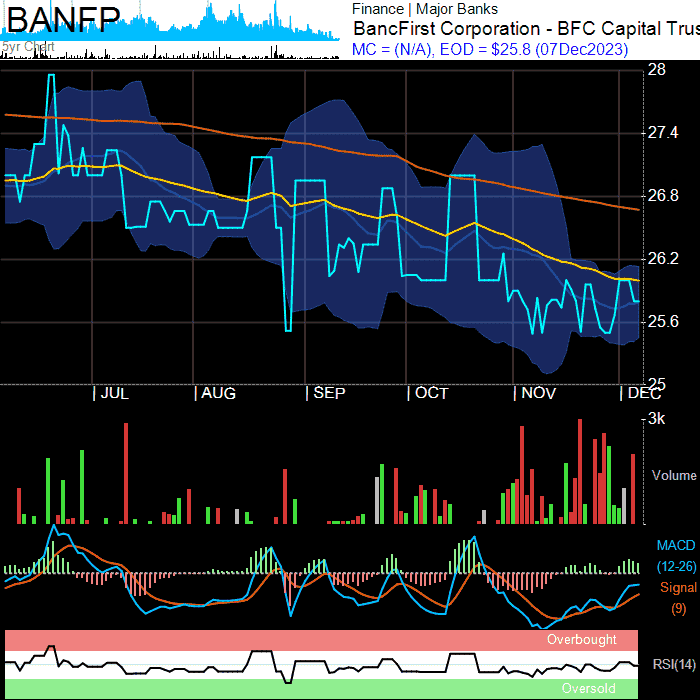 BANFP
5yr Chart
Finance | Major Banks
BancFirst Corporation - BFC Capital Trus
MC = (N/A), EOD = $25.8 (07Dec2023)
28
27.4
26.8
26.2
25.6
25
JUL
AUG
SEP
OCT
NOV
DEC
3k
Volume
MACD
(12-26)
Signal
(9)
Overbought
RSI(14)
Oversold